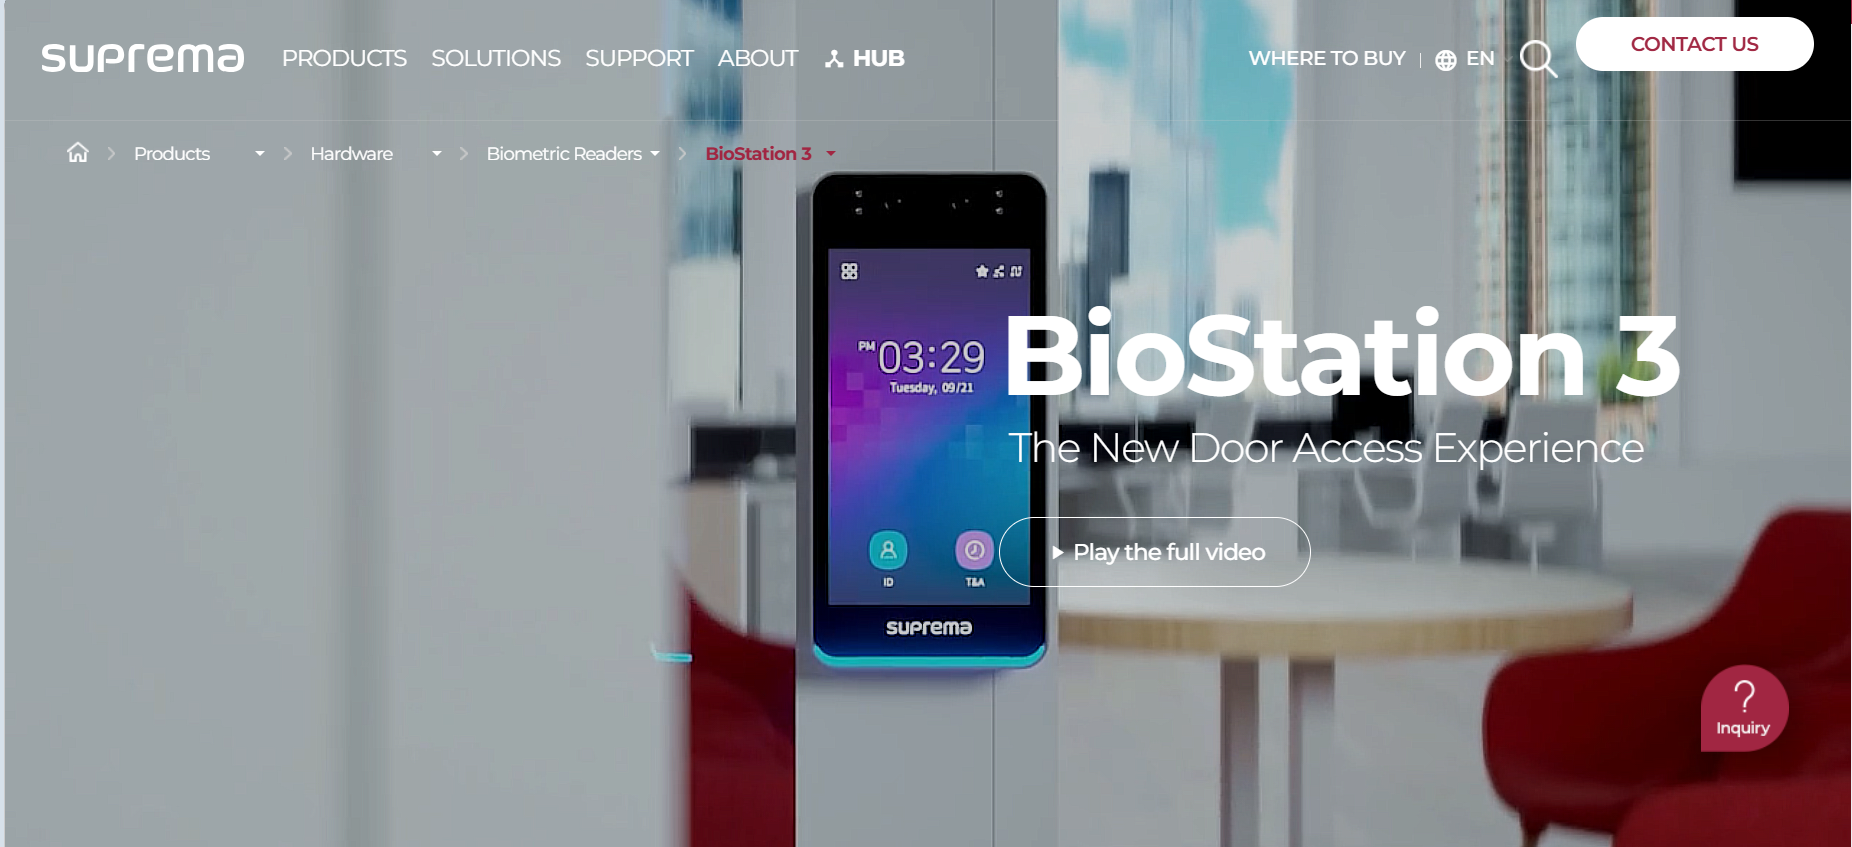 suprema PRODUCTS SOLUTIONS SUPPORT ABOUT HUB WHERE TO BUY EN CONTACT US
Products Hardware Biometric Readers BioStation 3
PM 03:29
Tuesday, 09/21
ID T&A
suprema
BioStation 3
The New Door Access Experience
Play the full video
?
Inquiry